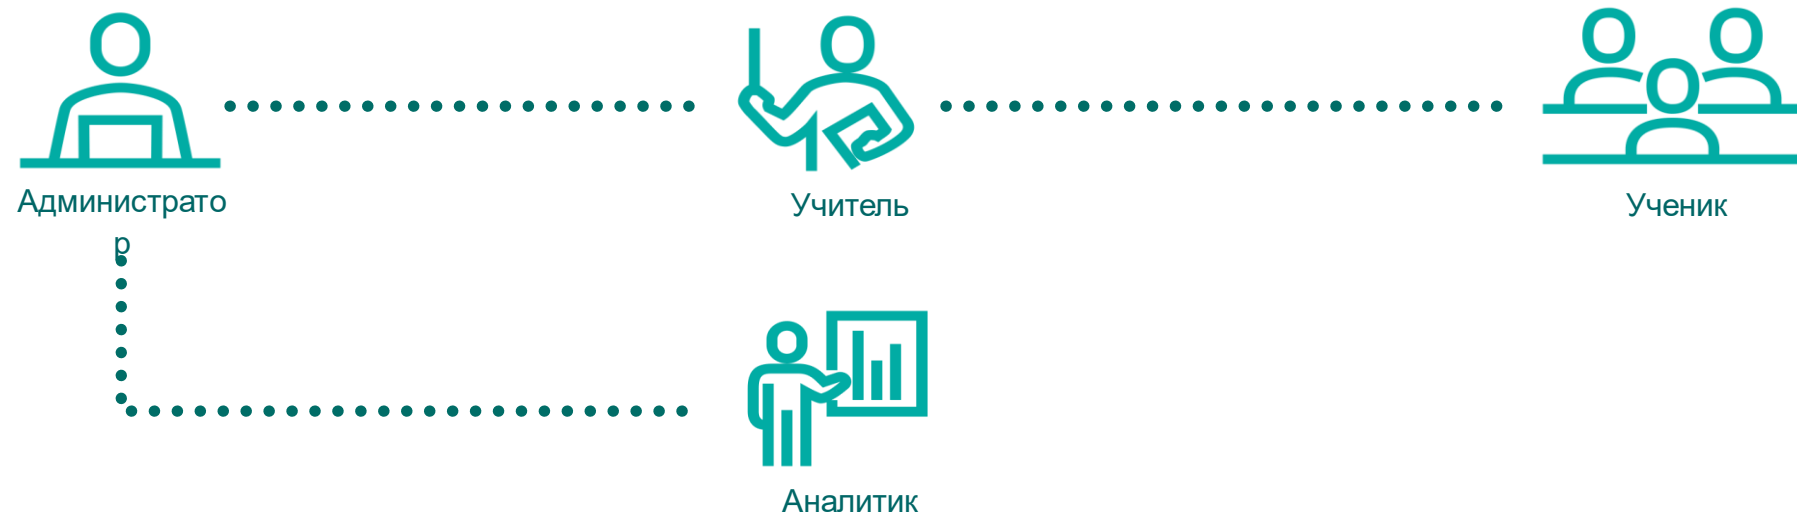 Администрато
р
Учитель
Ученик
Аналитик